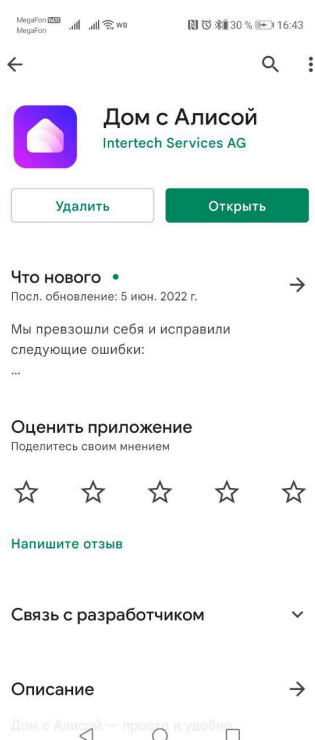 MegaFon VoLTE
MegaFon
WB
30 % 16:43
Дом с Алисой
Intertech Services AG
Удалить
Открыть
Что нового
Посл. обновление: 5 июн. 2022 г.
Мы превзошли себя и исправили
следующие ошибки:
...
Оценить приложение
Поделитесь своим мнением
Напишите отзыв
Связь с разработчиком
Описание
Дом с Алисой — просто и удобно